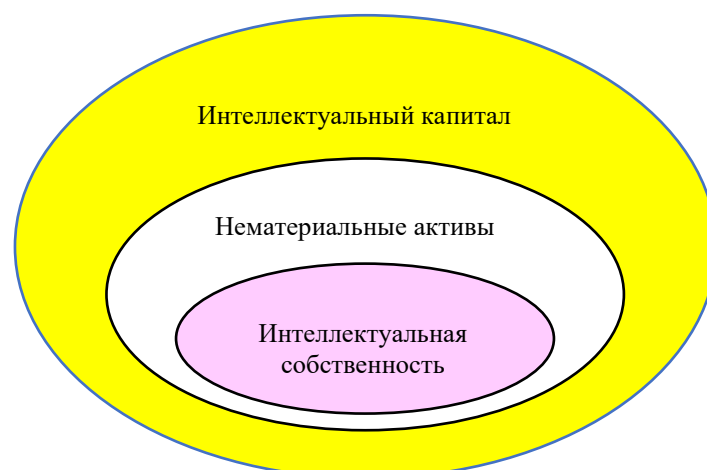 Интеллектуальный капитал
Нематериальные активы
Интеллектуальная
собственность